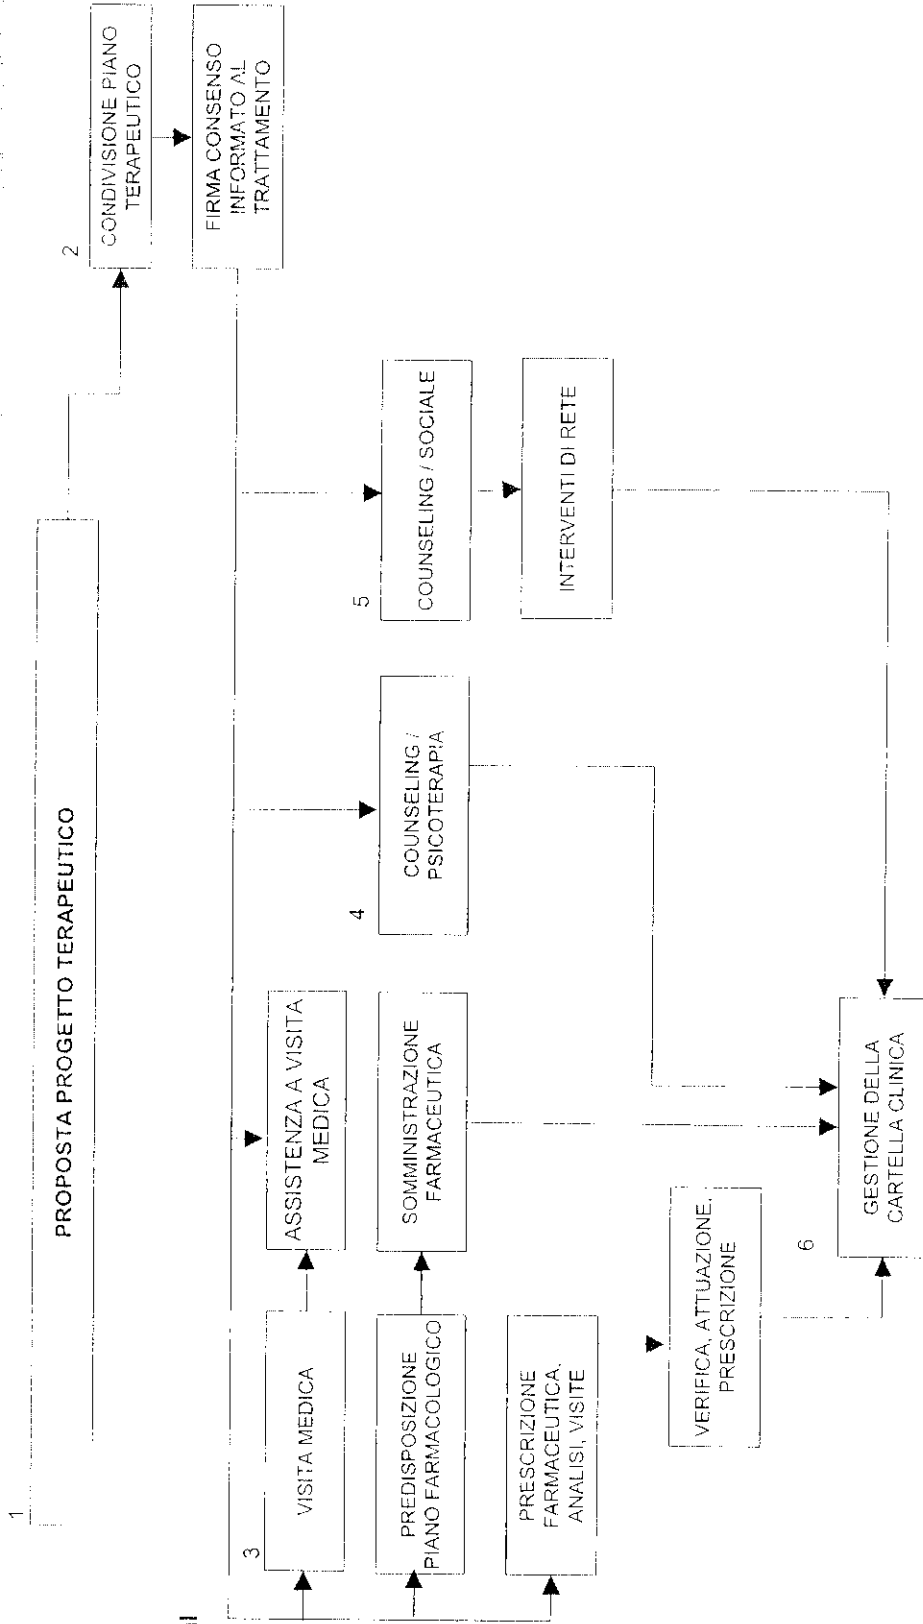 1
PROPOSTA PROGETTO TERAPEUTICO
2
CONDIVISIONE PIANO
TERAPEUTICO
FIRMA CONSENSO
INFORMATO AL
TRATTAMENTO
3
VISITA MEDICA
ASSISTENZA A VISITA
MEDICA
PREDISPOSIZIONE
PIANO FARMACOLOGICO
SOMMINISTRAZIONE
FARMACEUTICA
PRESCRIZIONE
FARMACEUTICA,
ANALISI, VISITE
4
COUNSELING /
PSICOTERAPIA
5
COUNSELING / SOCIALE
INTERVENTI DI RETE
VERIFICA, ATTUAZIONE,
PRESCRIZIONE
6
GESTIONE DELLA
CARTELLA CLINICA